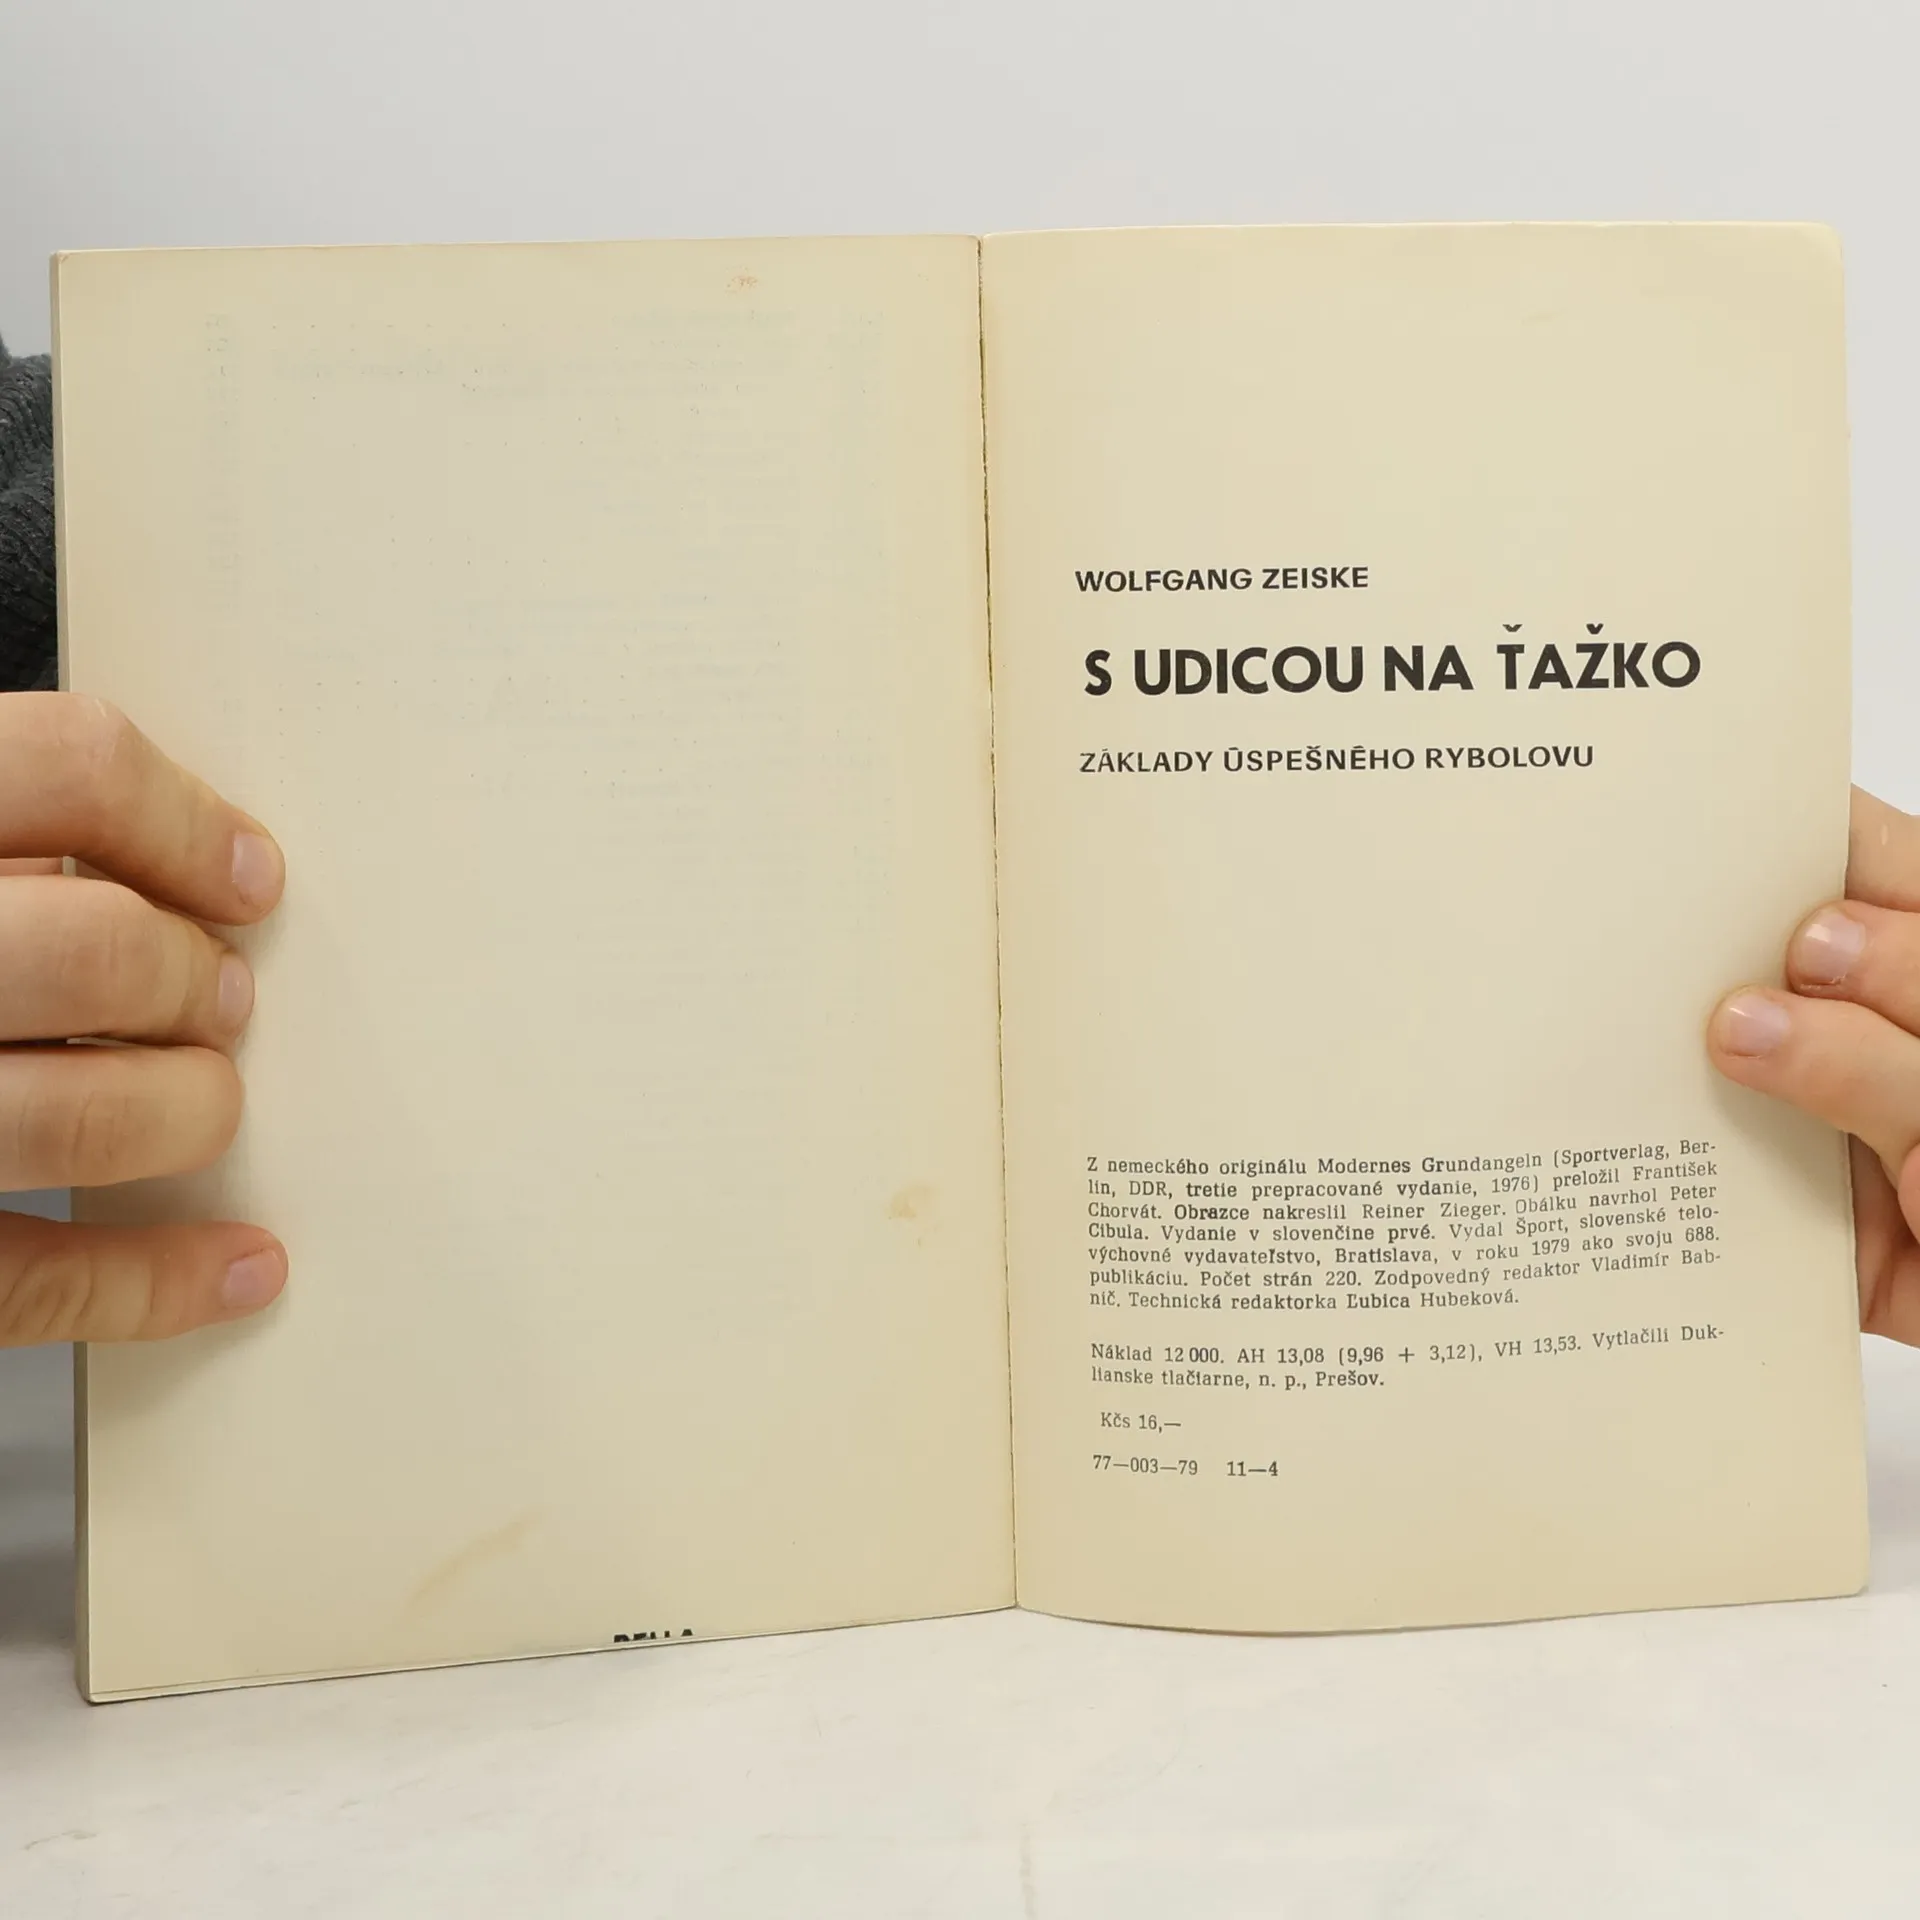 WOLFGANG ZEISKE
S UDICOU NA ŤAŽKO
ZÁKLADY ÚSPEŠNÉHO RYBOLOVU
Z nemeckého originálu Modernes Grundangeln (Sportverlag, Ber-
lin, DDR, tretie prepracované vydanie, 1976) preložil František
Chorvát. Obrazce nakreslil Reiner Zieger. Obálku navrhol Peter
Cibula. Vydanie v slovenčine prvé. Vydal Šport, slovenské telo-
výchovné vydavateľstvo, Bratislava, v roku 1979 ako svoju 688.
publikáciu. Počet strán 220. Zodpovedný redaktor Vladimír Bab-
nič. Technická redaktorka Ľubica Hubeková.
Náklad 12 000. AH 13,08 (9,96 + 3,12), VH 13,53. Vytlačili Duk-
lianske tlačiarne, n. p., Prešov.
Kčs 16,—
77—003—79 11—4